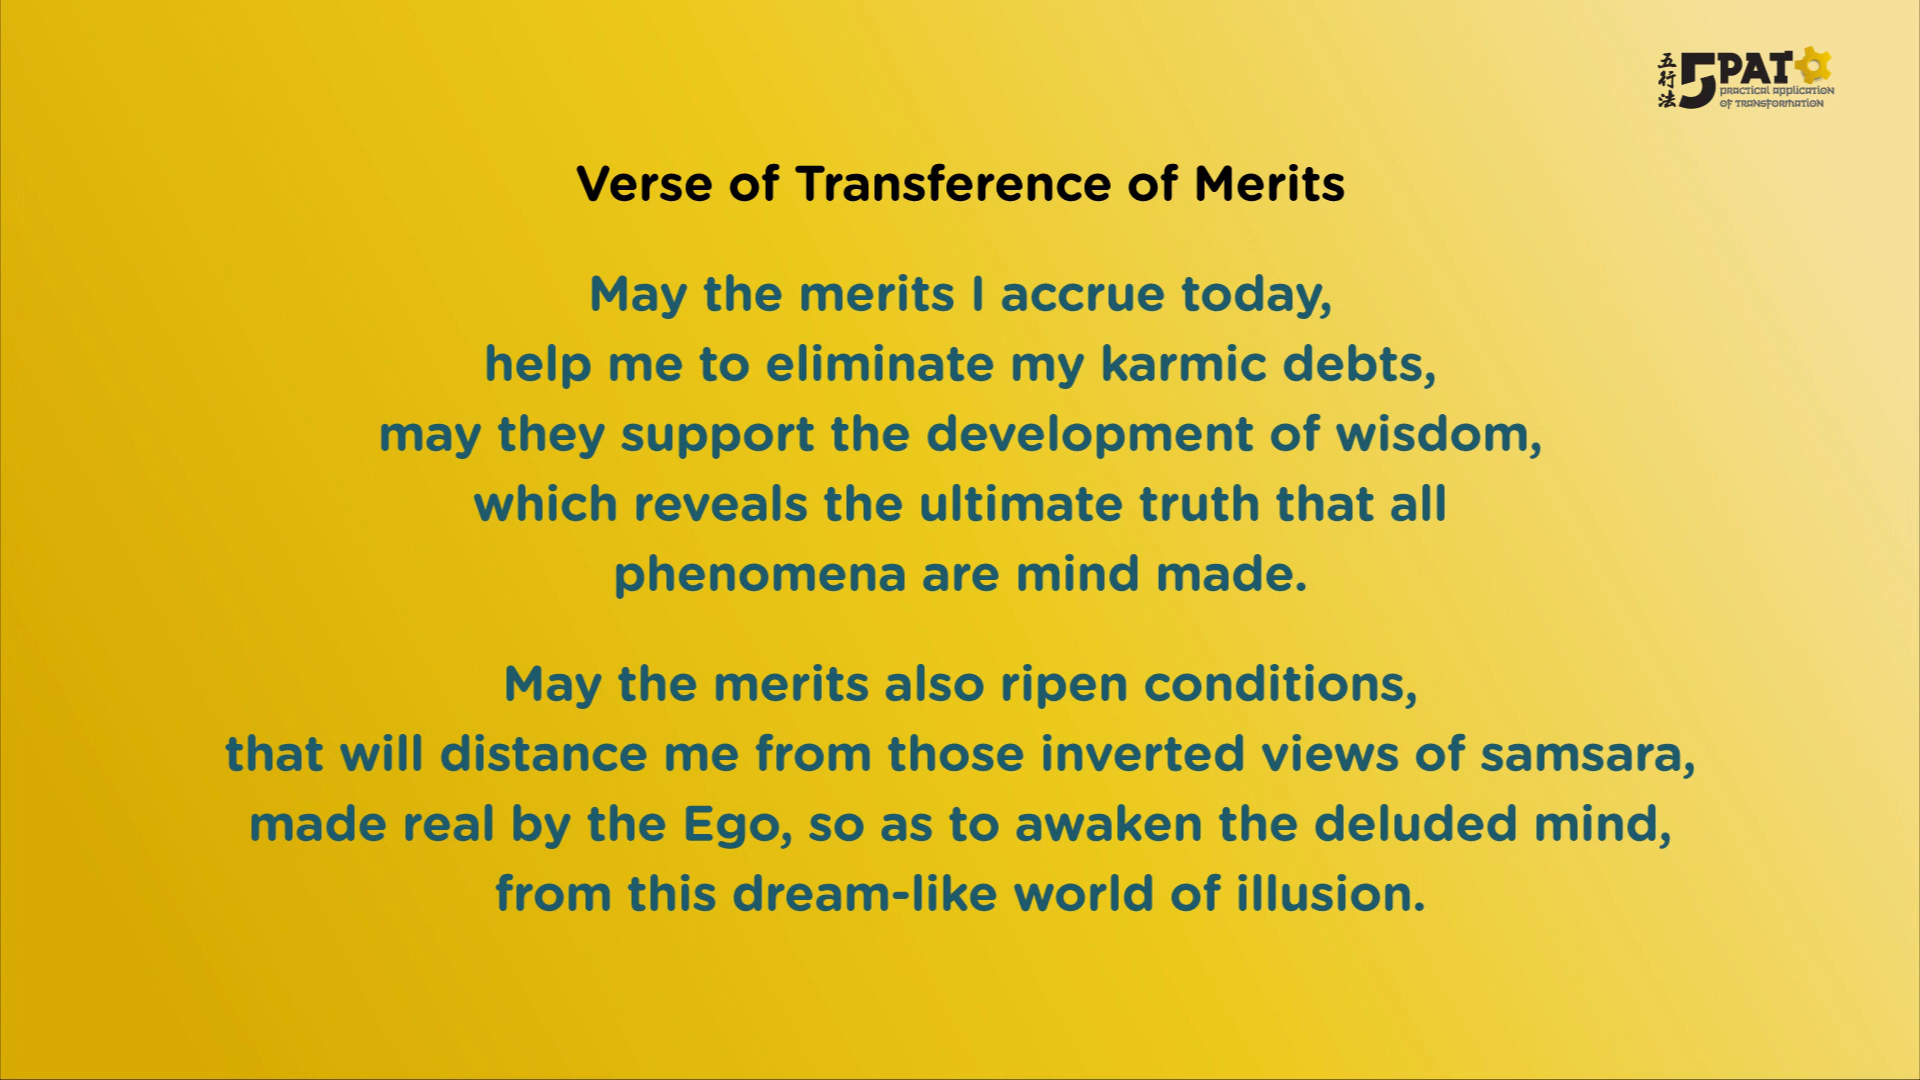 五行法
5PAT
PRACTICAL APPLICATION
OF TRANSFORMATION
Verse of Transference of Merits
May the merits I accrue today,
help me to eliminate my karmic debts,
may they support the development of wisdom,
which reveals the ultimate truth that all
phenomena are mind made.
May the merits also ripen conditions,
that will distance me from those inverted views of samsara,
made real by the Ego, so as to awaken the deluded mind,
from this dream-like world of illusion.